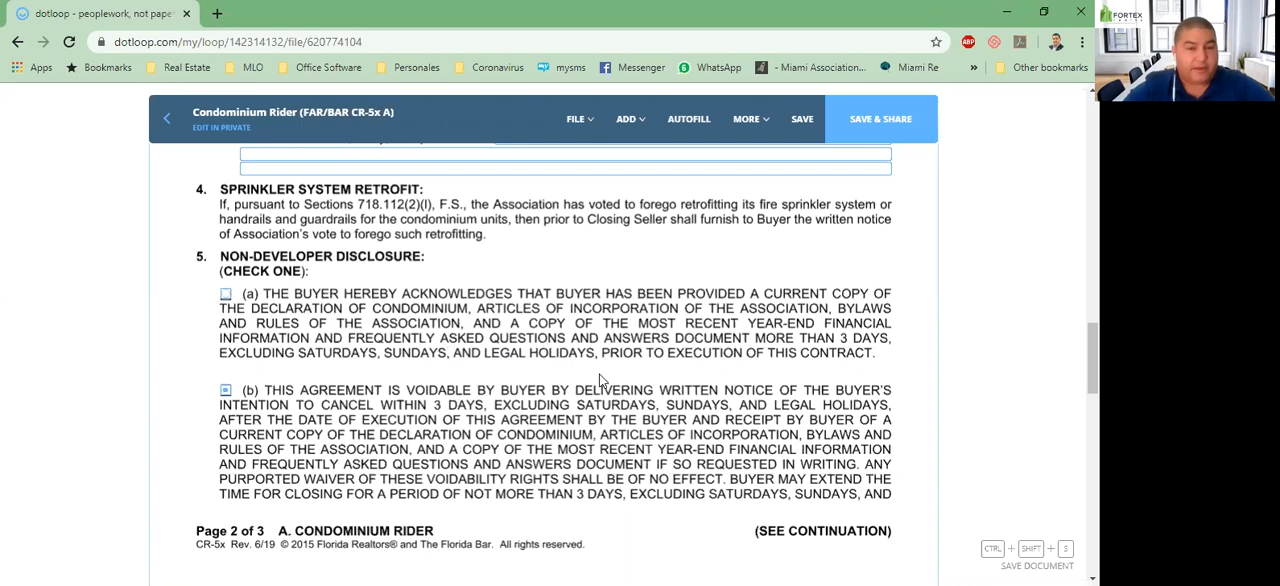 dotloop - peoplework, not pape
dotloop.com/my/loop/142314132/file/620774104
ABP
Apps Bookmarks Real Estate MLO Office Software Personales Coronavirus mysms Messenger WhatsApp - Miami Association... Miami Re » Other bookmarks
FORTEX
Condominium Rider (FAR/BAR CR-5x A)
EDIT IN PRIVATE
FILE ADD AUTOFILL MORE SAVE SAVE & SHARE
4. SPRINKLER SYSTEM RETROFIT:
If, pursuant to Sections 718.112(2)(l), F.S., the Association has voted to forego retrofitting its fire sprinkler system or
handrails and guardrails for the condominium units, then prior to Closing Seller shall furnish to Buyer the written notice
of Association's vote to forego such retrofitting.
5. NON-DEVELOPER DISCLOSURE:
(CHECK ONE):
(a) THE BUYER HEREBY ACKNOWLEDGES THAT BUYER HAS BEEN PROVIDED A CURRENT COPY OF
THE DECLARATION OF CONDOMINIUM, ARTICLES OF INCORPORATION OF THE ASSOCIATION, BYLAWS
AND RULES OF THE ASSOCIATION, AND A COPY OF THE MOST RECENT YEAR-END FINANCIAL
INFORMATION AND FREQUENTLY ASKED QUESTIONS AND ANSWERS DOCUMENT MORE THAN 3 DAYS,
EXCLUDING SATURDAYS, SUNDAYS, AND LEGAL HOLIDAYS, PRIOR TO EXECUTION OF THIS CONTRACT.
(b) THIS AGREEMENT IS VOIDABLE BY BUYER BY DELIVERING WRITTEN NOTICE OF THE BUYER'S
INTENTION TO CANCEL WITHIN 3 DAYS, EXCLUDING SATURDAYS, SUNDAYS, AND LEGAL HOLIDAYS,
AFTER THE DATE OF EXECUTION OF THIS AGREEMENT BY THE BUYER AND RECEIPT BY BUYER OF A
CURRENT COPY OF THE DECLARATION OF CONDOMINIUM, ARTICLES OF INCORPORATION, BYLAWS AND
RULES OF THE ASSOCIATION, AND A COPY OF THE MOST RECENT YEAR-END FINANCIAL INFORMATION
AND FREQUENTLY ASKED QUESTIONS AND ANSWERS DOCUMENT IF SO REQUESTED IN WRITING. ANY
PURPORTED WAIVER OF THESE VOIDABILITY RIGHTS SHALL BE OF NO EFFECT. BUYER MAY EXTEND THE
TIME FOR CLOSING FOR A PERIOD OF NOT MORE THAN 3 DAYS, EXCLUDING SATURDAYS, SUNDAYS, AND
Page 2 of 3 A. CONDOMINIUM RIDER (SEE CONTINUATION)
CR-5x Rev. 6/19 © 2015 Florida Realtors® and The Florida Bar. All rights reserved.
CTRL + SHIFT + S
SAVE DOCUMENT